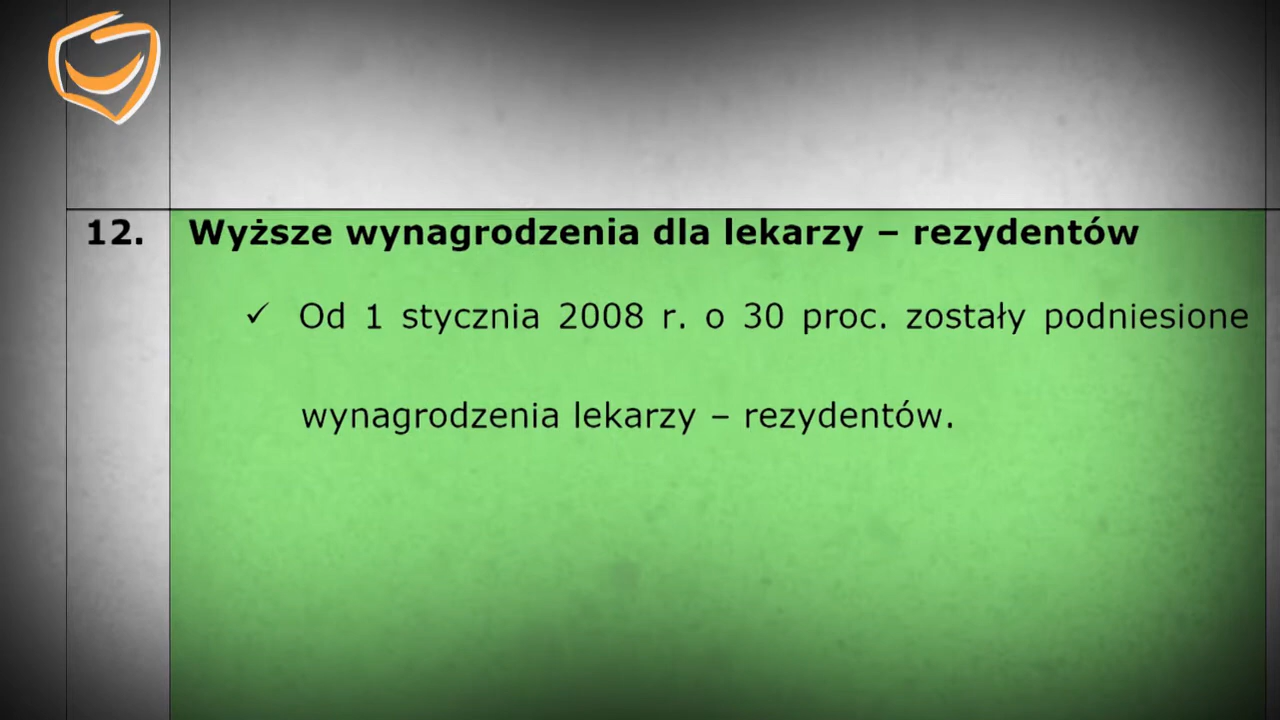 12. Wyższe wynagrodzenia dla lekarzy – rezydentów
✓ Od 1 stycznia 2008 r. o 30 proc. zostały podniesione
wynagrodzenia lekarzy – rezydentów.